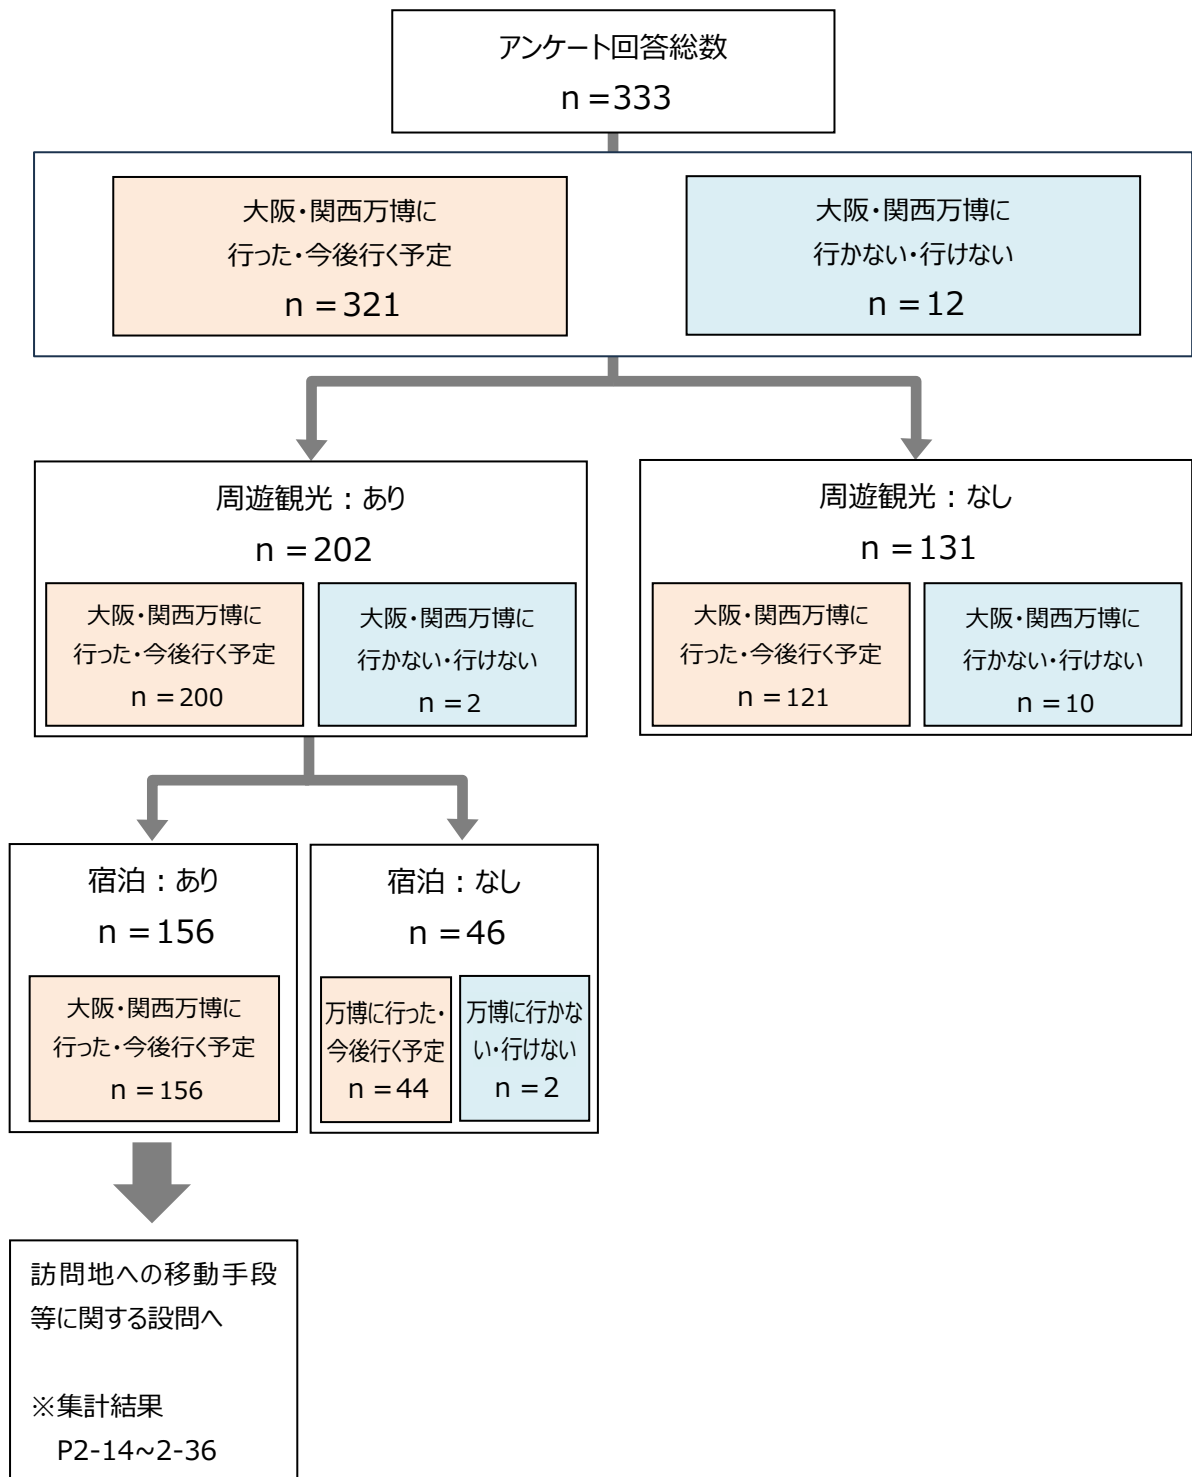 アンケート回答総数
n＝333
大阪・関西万博に
行った・今後行く予定
n＝321
大阪・関西万博に
行かない・行けない
n＝12
周遊観光：あり
n＝202
大阪・関西万博に
行った・今後行く予定
n＝200
大阪・関西万博に
行かない・行けない
n＝2
周遊観光：なし
n＝131
大阪・関西万博に
行った・今後行く予定
n＝121
大阪・関西万博に
行かない・行けない
n＝10
宿泊：あり
n＝156
大阪・関西万博に
行った・今後行く予定
n＝156
宿泊：なし
n＝46
万博に行った・
今後行く予定
n＝44
万博に行かな
い・行けない
n＝2
訪問地への移動手段
等に関する設問へ
※集計結果
P2-14~2-36